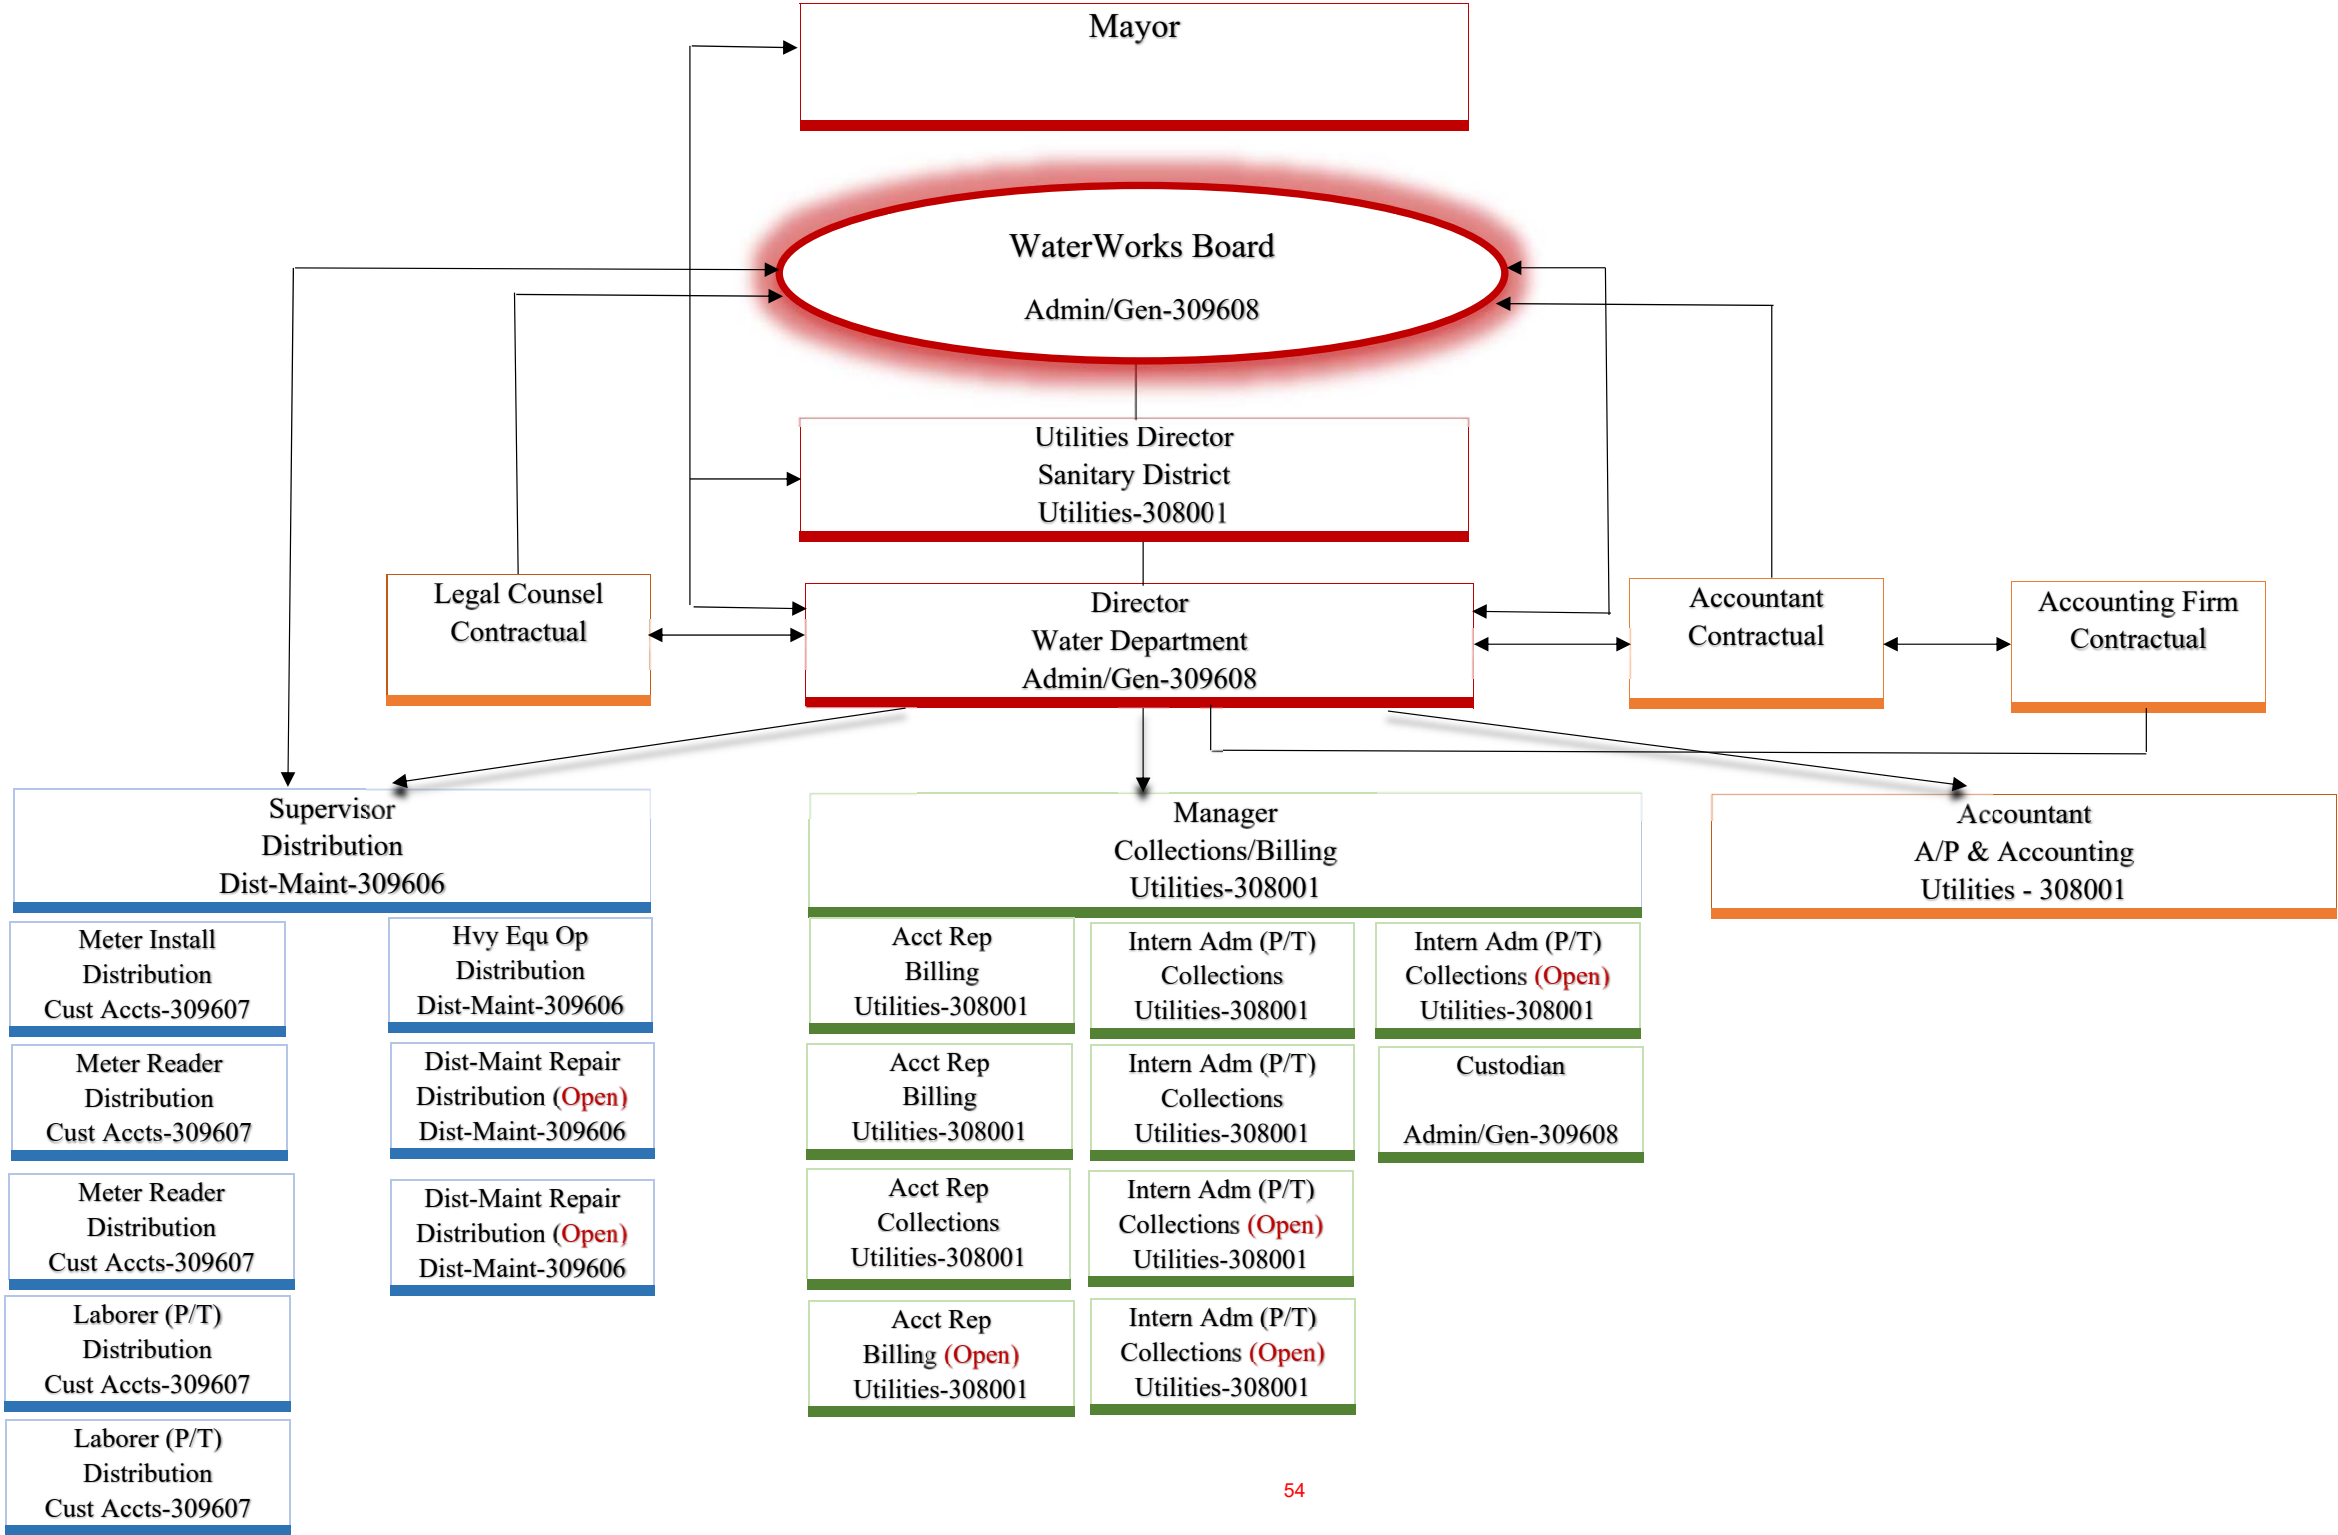 Mayor
WaterWorks Board
Admin/Gen-309608
Utilities Director
Sanitary District
Utilities-308001
Legal Counsel
Contractual
Director
Water Department
Admin/Gen-309608
Accountant
Contractual
Accounting Firm
Contractual
Supervisor
Distribution
Dist-Maint-309606
Manager
Collections/Billing
Utilities-308001
Accountant
A/P & Accounting
Utilities - 308001
Meter Install
Distribution
Cust Accts-309607
Hvy Equ Op
Distribution
Dist-Maint-309606
Acct Rep
Billing
Utilities-308001
Intern Adm (P/T)
Collections
Utilities-308001
Intern Adm (P/T)
Collections (Open)
Utilities-308001
Meter Reader
Distribution
Cust Accts-309607
Dist-Maint Repair
Distribution (Open)
Dist-Maint-309606
Acct Rep
Billing
Utilities-308001
Intern Adm (P/T)
Collections
Utilities-308001
Custodian
Admin/Gen-309608
Meter Reader
Distribution
Cust Accts-309607
Dist-Maint Repair
Distribution (Open)
Dist-Maint-309606
Acct Rep
Collections
Utilities-308001
Intern Adm (P/T)
Collections (Open)
Utilities-308001
Laborer (P/T)
Distribution
Cust Accts-309607
Acct Rep
Billing (Open)
Utilities-308001
Intern Adm (P/T)
Collections (Open)
Utilities-308001
Laborer (P/T)
Distribution
Cust Accts-309607
54